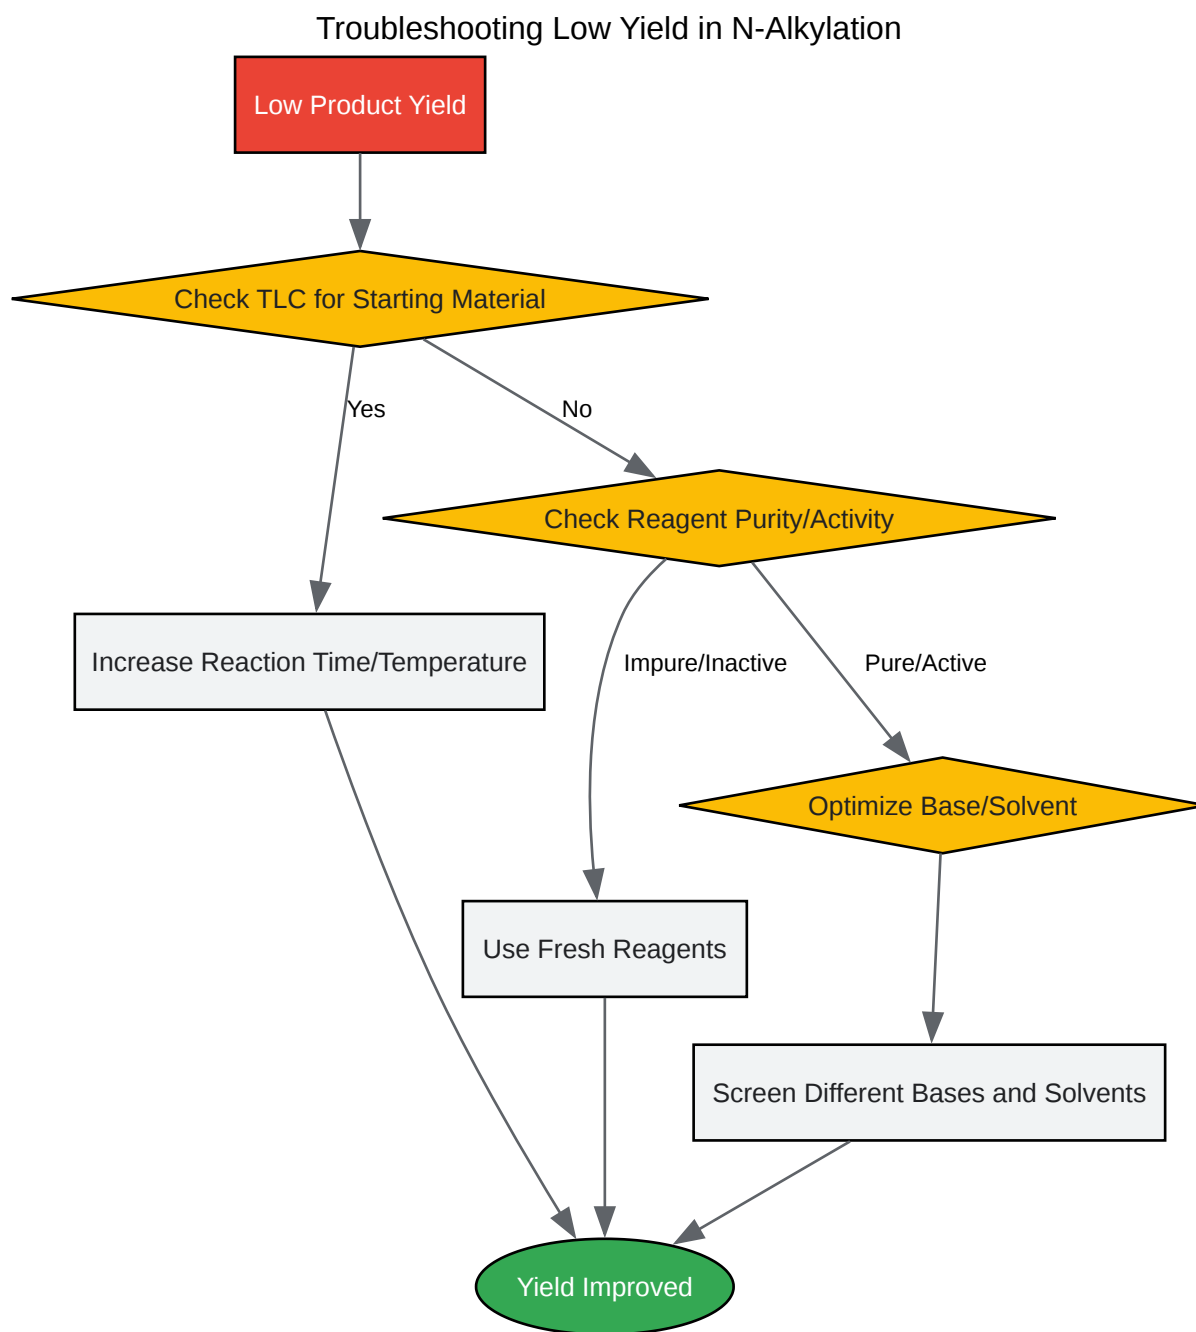 Troubleshooting Low Yield in N-Alkylation
Low Product Yield
Check TLC for Starting Material
Yes
No
Check Reagent Purity/Activity
Increase Reaction Time/Temperature
Impure/Inactive
Pure/Active
Optimize Base/Solvent
Use Fresh Reagents
Screen Different Bases and Solvents
Yield Improved